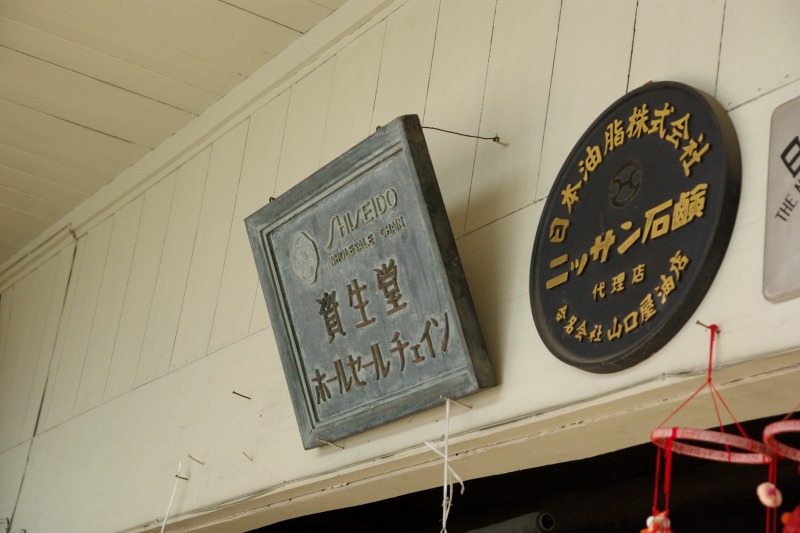 SHISEIDO
WHOLESALE CHAIN
資生堂
ホールセールチェイン
日本油脂株式会社
ニッサン石鹸
代理店
合名会社山口屋油店
THE